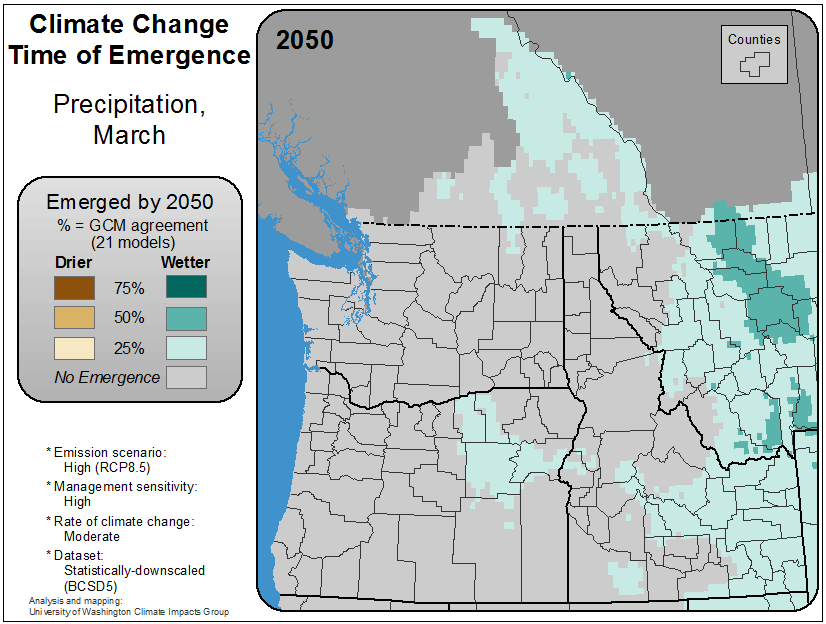 Climate Change
Time of Emergence
Precipitation,
March
Emerged by 2050
% = GCM agreement
(21 models)
Drier Wetter
75%
50%
25%
No Emergence
* Emission scenario:
High (RCP8.5)
* Management sensitivity:
High
* Rate of climate change:
Moderate
* Dataset:
Statistically-downscaled
(BCSD5)
Analysis and mapping:
University of Washington Climate Impacts Group
2050
Counties